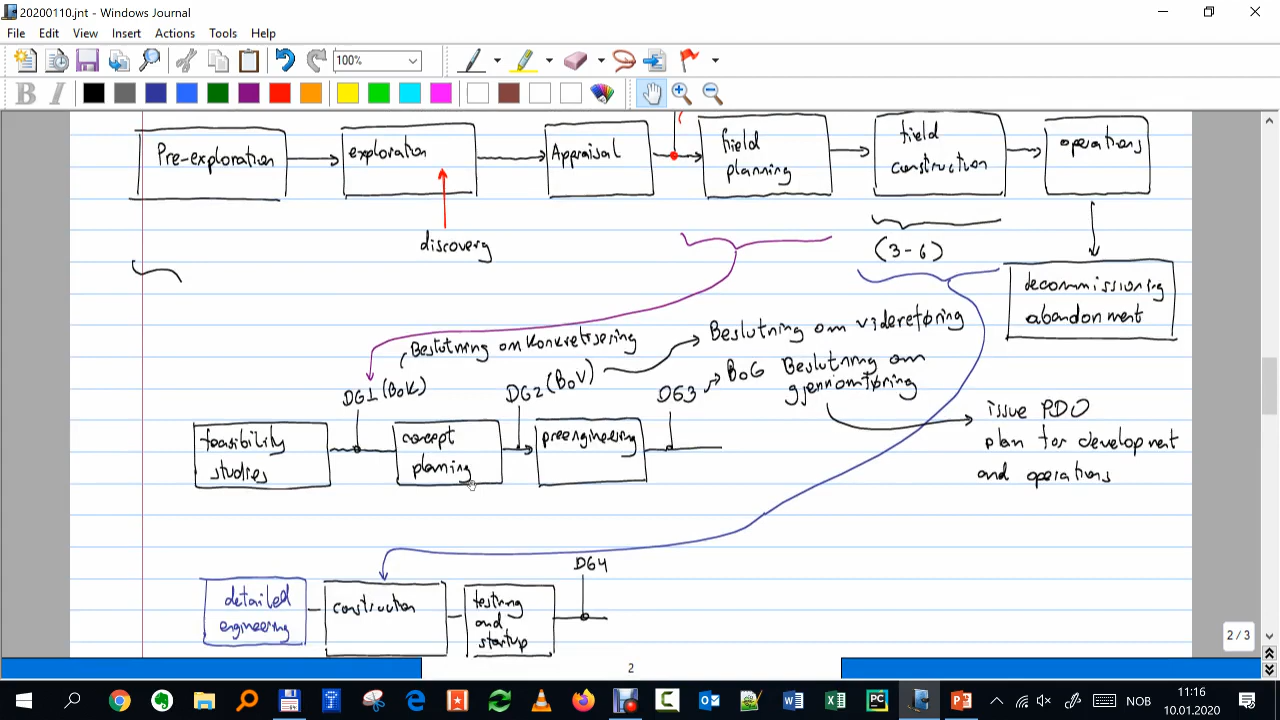 20200110.jnt - Windows Journal
File Edit View Insert Actions Tools Help
100%
B I
Pre-exploration
exploration
Appraisal
field
planning
field
construction
operations
discovery
(3-6)
decommissioning
abandonment
Beslutning om Konkretisering
Beslutning om videreføring
DG1 (BoK)
DG2 (BoV)
DG3
BoG Beslutning om
gjennomføring
issue PDO
plan for development
and operations
feasibility
studies
concept
planing
preengineering
DG4
detailed
engineering
construction
testing
and
startup
2 / 3
2
NOB
11:16
10.01.2020